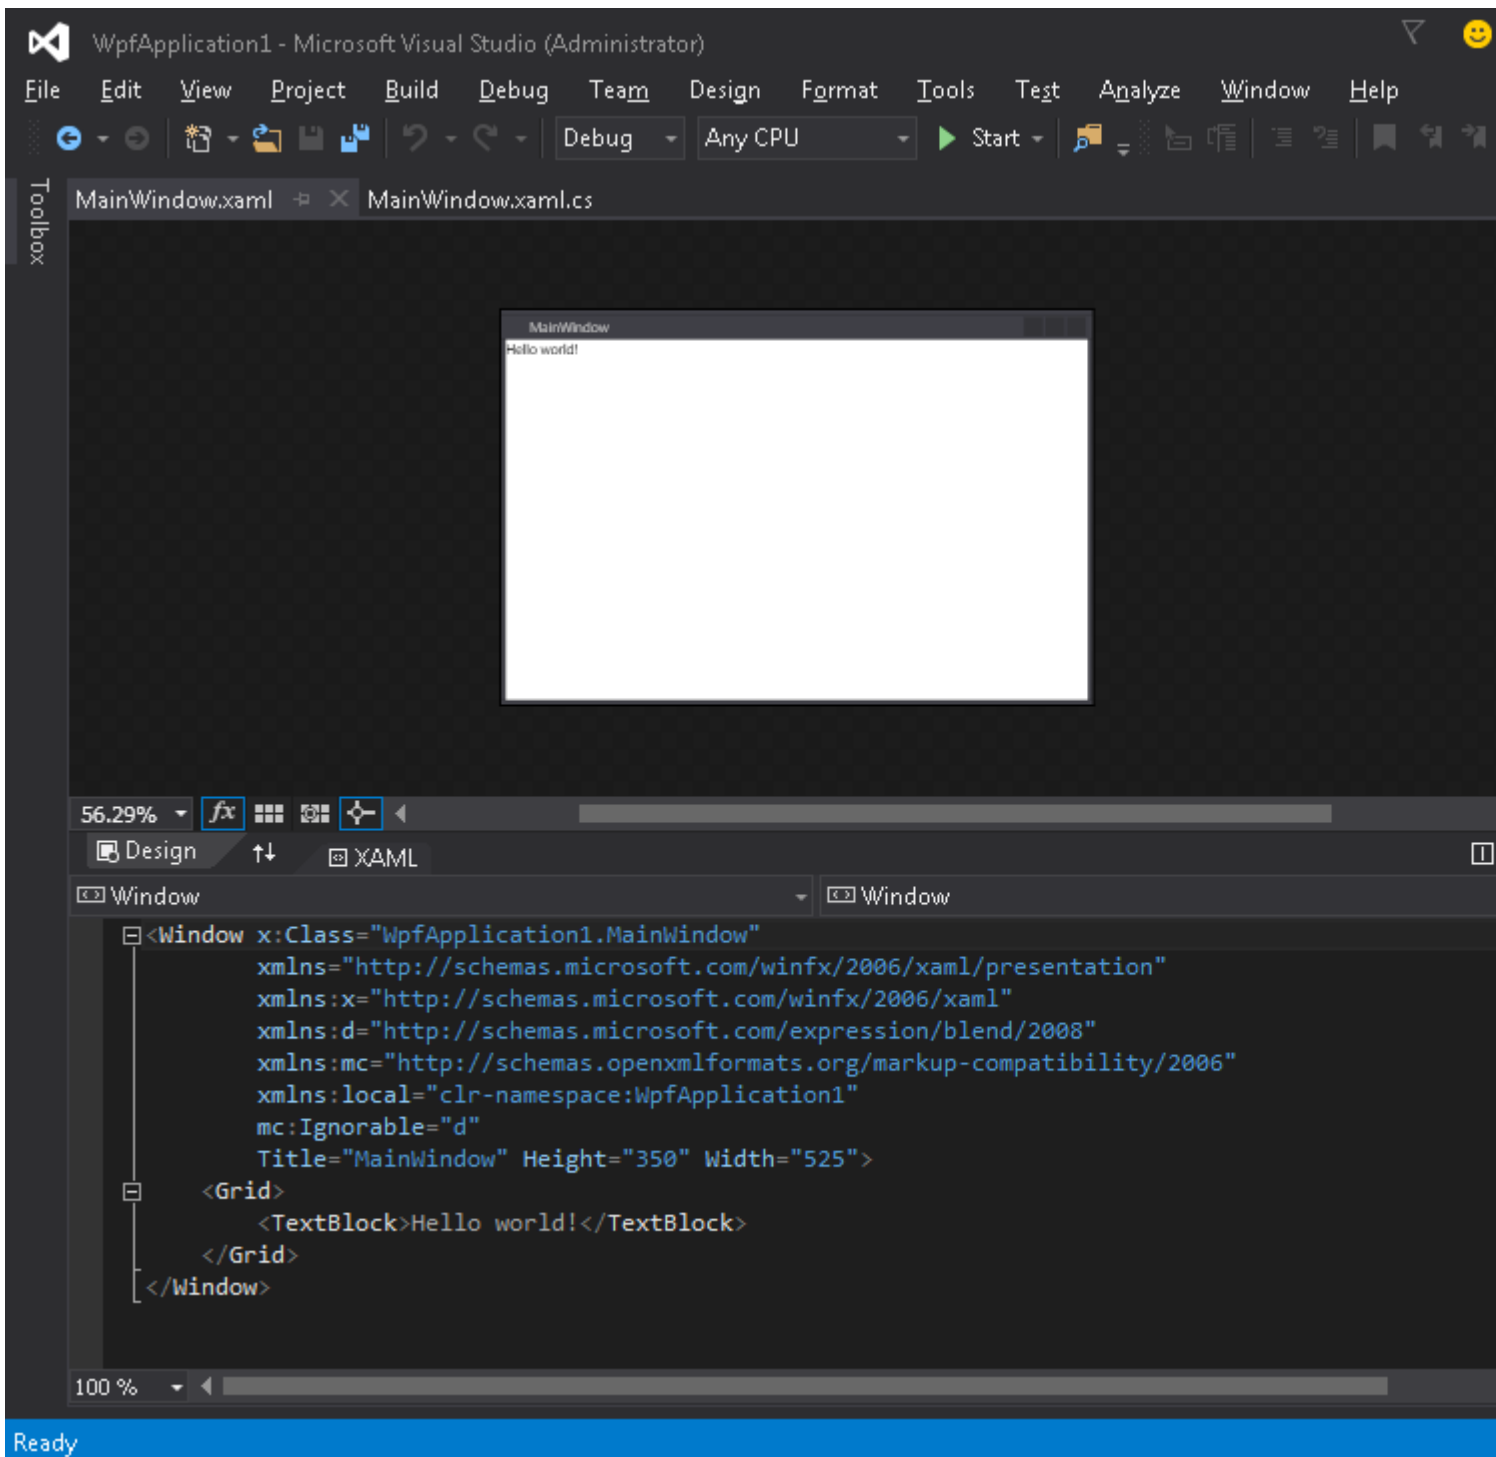 WpfApplication1 - Microsoft Visual Studio (Administrator)
File Edit View Project Build Debug Team Design Format Tools Test Analyze Window Help
Debug Any CPU Start
Toolbox
MainWindow.xaml MainWindow.xaml.cs
MainWindow
Hello world!
56.29% fx
Design XAML
Window Window
<Window x:Class="WpfApplication1.MainWindow"
xmlns="http://schemas.microsoft.com/winfx/2006/xaml/presentation"
xmlns:x="http://schemas.microsoft.com/winfx/2006/xaml"
xmlns:d="http://schemas.microsoft.com/expression/blend/2008"
xmlns:mc="http://schemas.openxmlformats.org/markup-compatibility/2006"
xmlns:local="clr-namespace:WpfApplication1"
mc:Ignorable="d"
Title="MainWindow" Height="350" Width="525">
<Grid>
<TextBlock>Hello world!</TextBlock>
</Grid>
</Window>
100 %
Ready